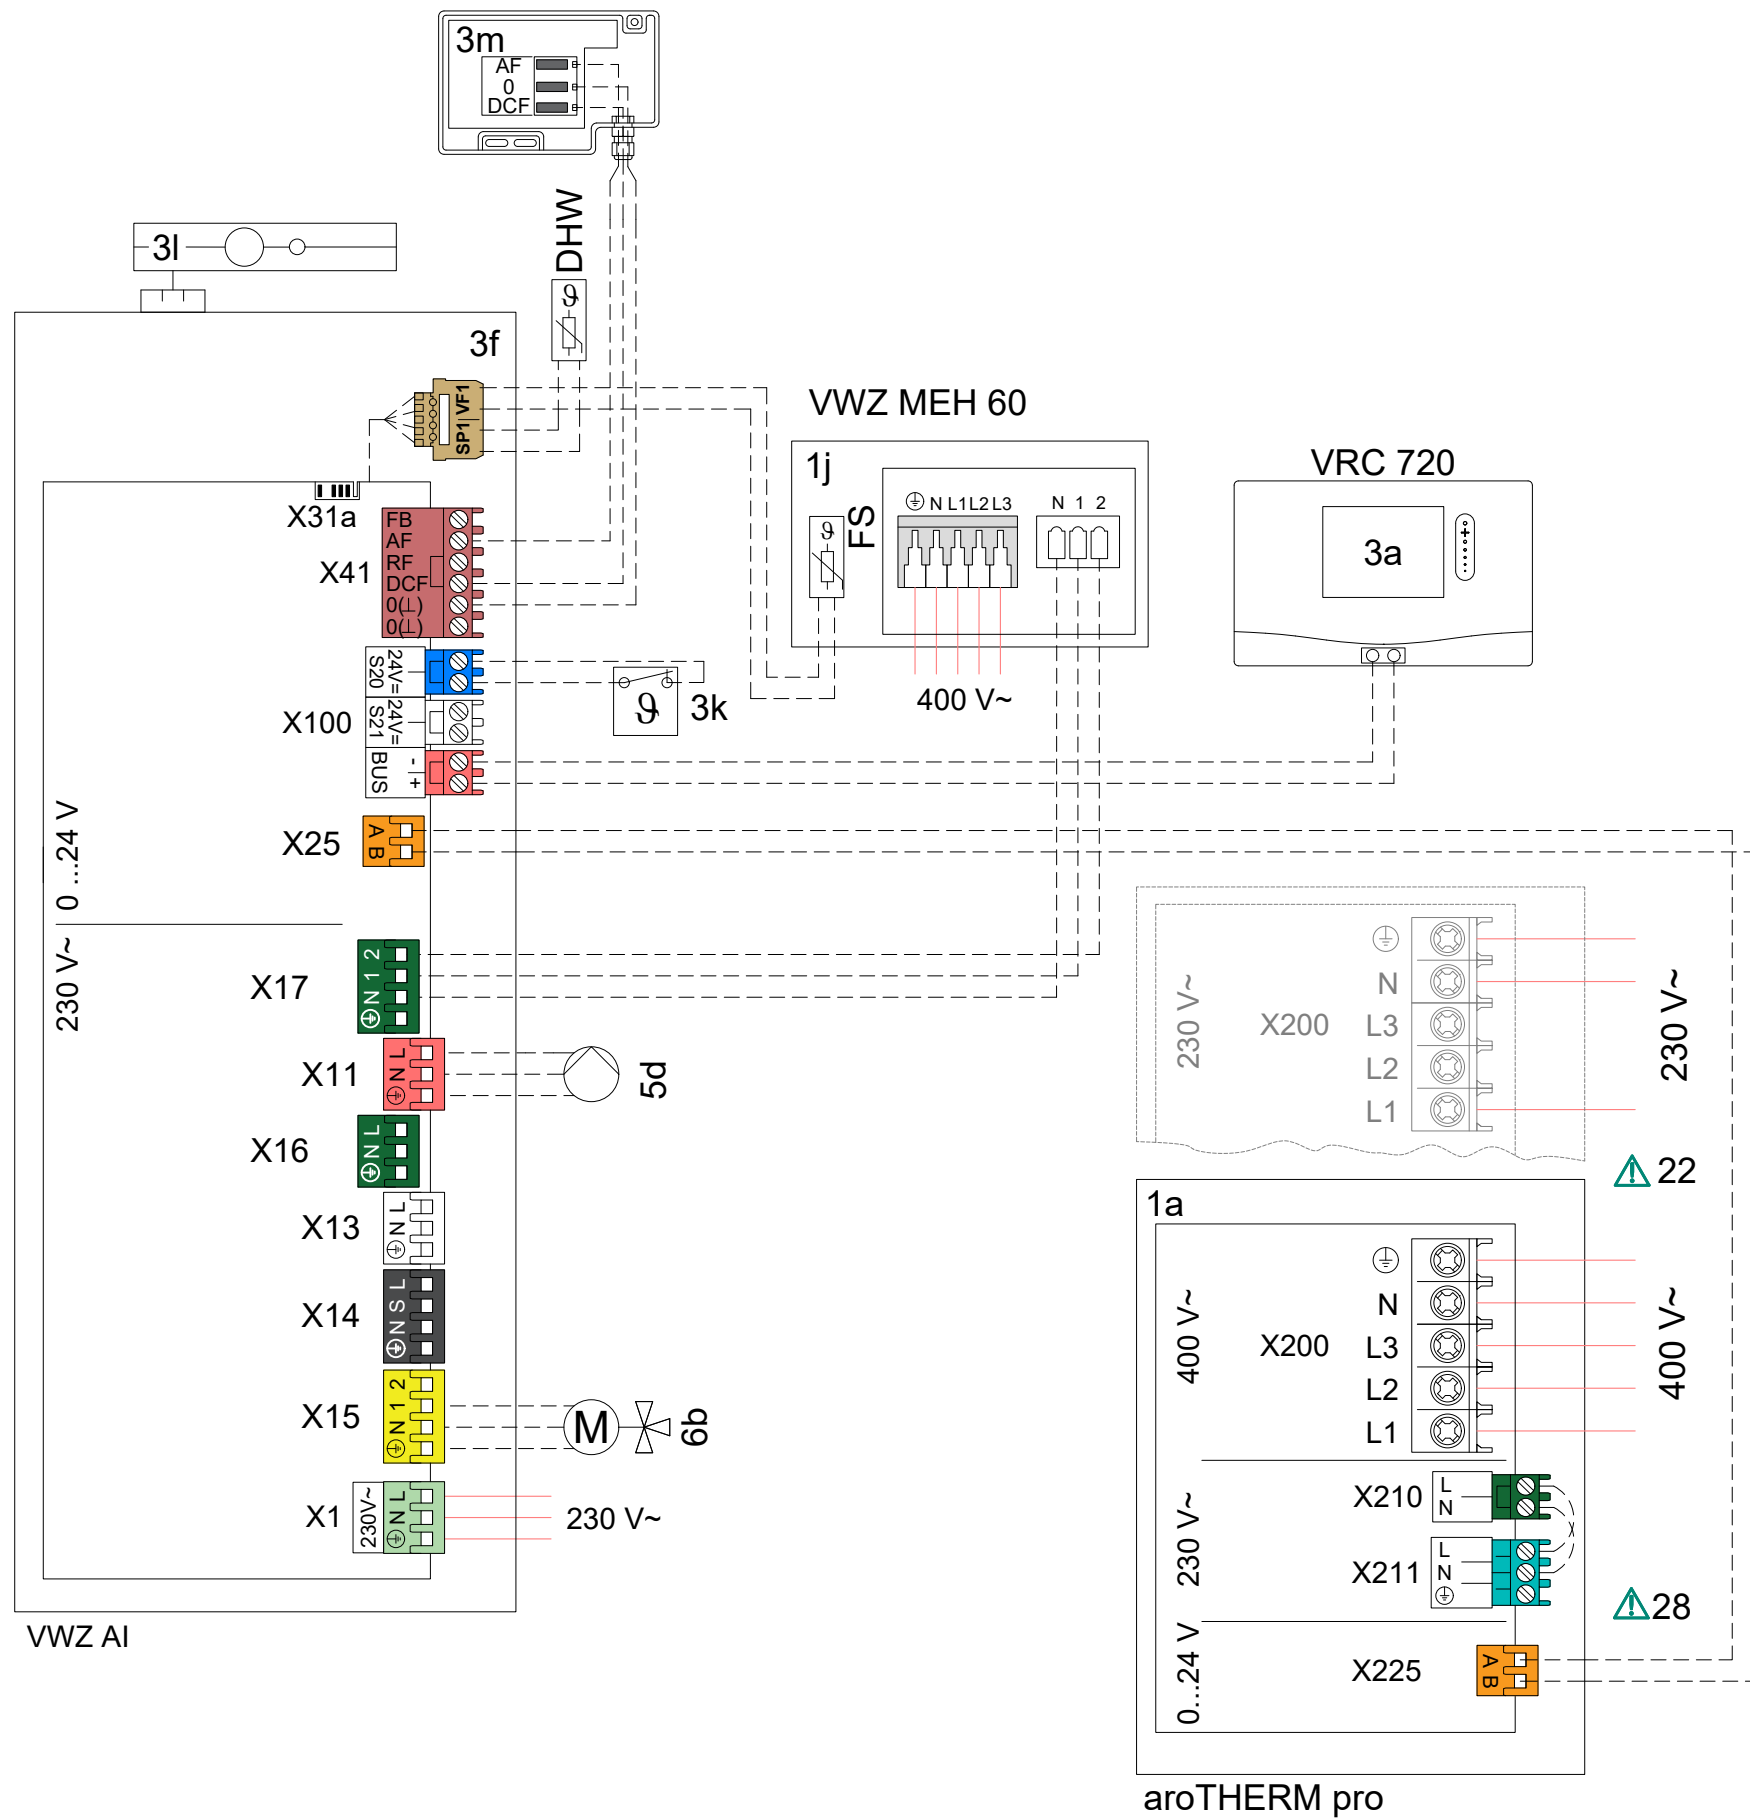 3m
AF
0
DCF
DHW
ϑ
3l
3f
SP1| VF1
X31a
X41
FB
AF
RF
DCF
0(⊥)
0(⊥)
X100
24V=
S20
24V=
S21
BUS
-
+
ϑ
3k
VWZ MEH 60
1j
ϑ
FS
N L1 L2 L3
N 1 2
400 V~
VRC 720
3a
+
0 ...24 V
230 V~
X25
A
B
X17
N 1 2
X11
N L
5d
X16
N L
X13
N L
X14
N S L
X15
N 1 2
M
6b
X1
230V~
N L
230 V~
VWZ AI
230 V~
X200
N
L3
L2
L1
230 V~
22
1a
400 V~
X200
N
L3
L2
L1
400 V~
230 V~
X210
L
N
X211
L
N
28
0...24 V
X225
A
B
aroTHERM pro